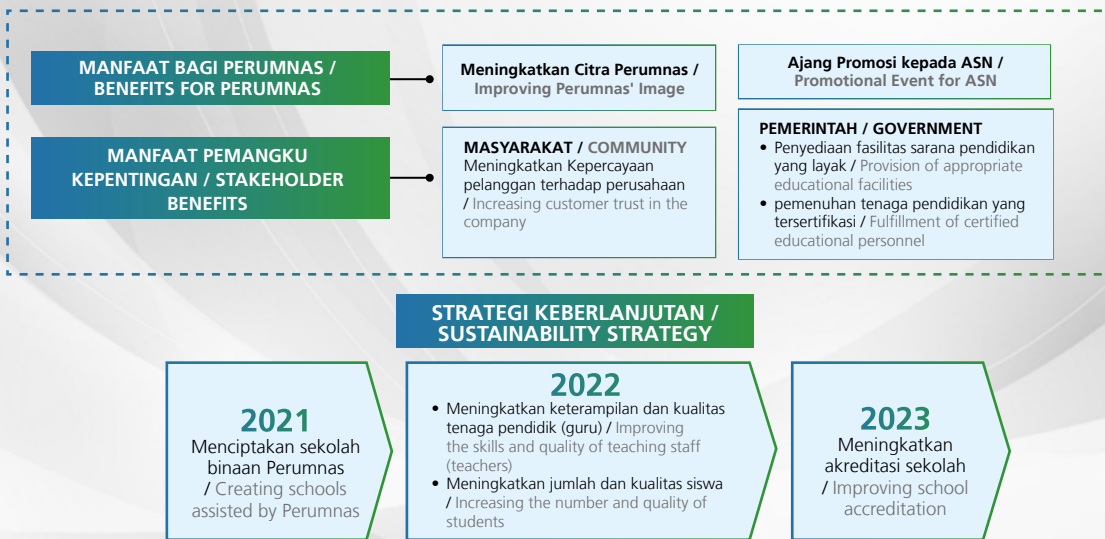 MANFAAT BAGI PERUMNAS /
BENEFITS FOR PERUMNAS
Meningkatkan Citra Perumnas /
Improving Perumnas' Image
Ajang Promosi kepada ASN /
Promotional Event for ASN
MANFAAT PEMANGKU
KEPENTINGAN / STAKEHOLDER
BENEFITS
MASYARAKAT / COMMUNITY
Meningkatkan Kepercayaan
pelanggan terhadap perusahaan
/ Increasing customer trust in the
company
PEMERINTAH / GOVERNMENT
• Penyediaan fasilitas sarana pendidikan
yang layak / Provision of appropriate
educational facilities
• pemenuhan tenaga pendidikan yang
tersertifikasi / Fulfillment of certified
educational personnel
STRATEGI KEBERLANJUTAN /
SUSTAINABILITY STRATEGY
2021
Menciptakan sekolah
binaan Perumnas
/ Creating schools
assisted by Perumnas
2022
• Meningkatkan keterampilan dan kualitas
tenaga pendidik (guru) / Improving
the skills and quality of teaching staff
(teachers)
• Meningkatkan jumlah dan kualitas siswa
/ Increasing the number and quality of
students
2023
Meningkatkan
akreditasi sekolah
/ Improving school
accreditation